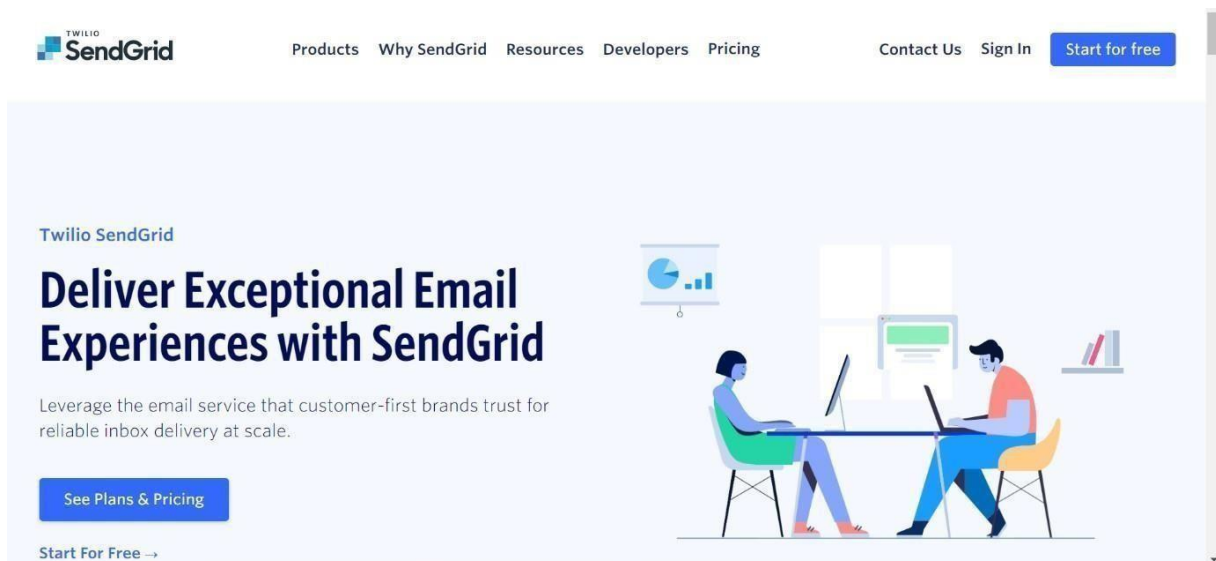 TWILIO
SendGrid
Products Why SendGrid Resources Developers Pricing Contact Us Sign In Start for free
Twilio SendGrid
Deliver Exceptional Email
Experiences with SendGrid
Leverage the email service that customer-first brands trust for
reliable inbox delivery at scale.
See Plans & Pricing
Start For Free →